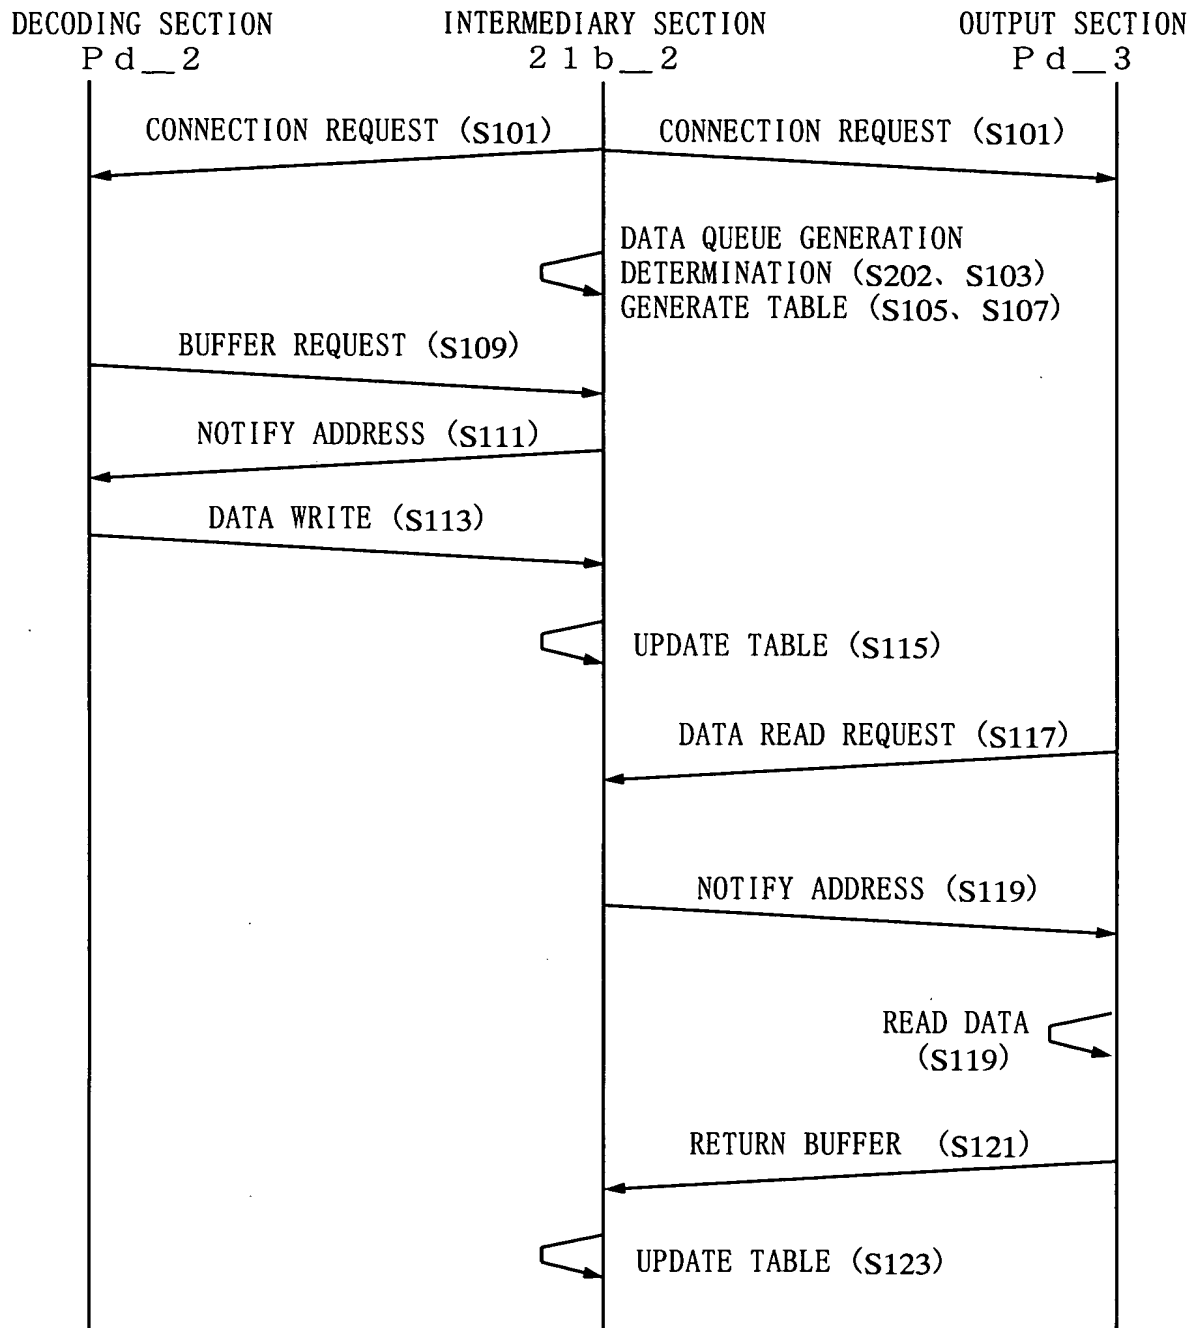 DECODING SECTION
Pd_2
INTERMEDIARY SECTION
21b_2
OUTPUT SECTION
Pd_3
CONNECTION REQUEST (S101)
CONNECTION REQUEST (S101)
DATA QUEUE GENERATION
DETERMINATION (S202、S103)
GENERATE TABLE (S105、S107)
BUFFER REQUEST (S109)
NOTIFY ADDRESS (S111)
DATA WRITE (S113)
UPDATE TABLE (S115)
DATA READ REQUEST (S117)
NOTIFY ADDRESS (S119)
READ DATA
(S119)
RETURN BUFFER (S121)
UPDATE TABLE (S123)